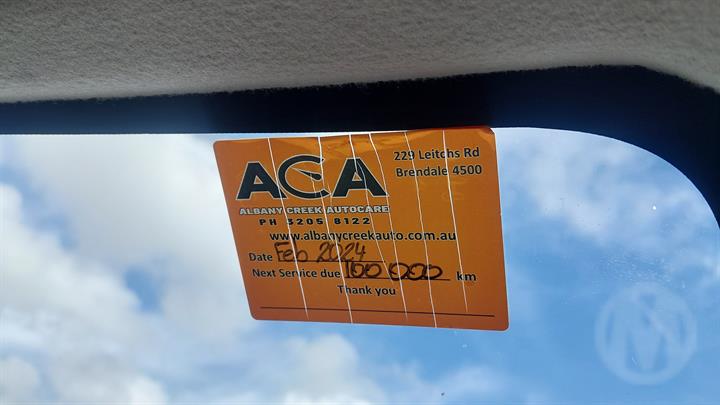 ACA
229 Leitchs Rd
Brendale 4500
ALBANY CREEK AUTOCARE
PH 3205 8122
www.albanycreekauto.com.au
Date Feb 2024
Next Service due 100 000 km
Thank you